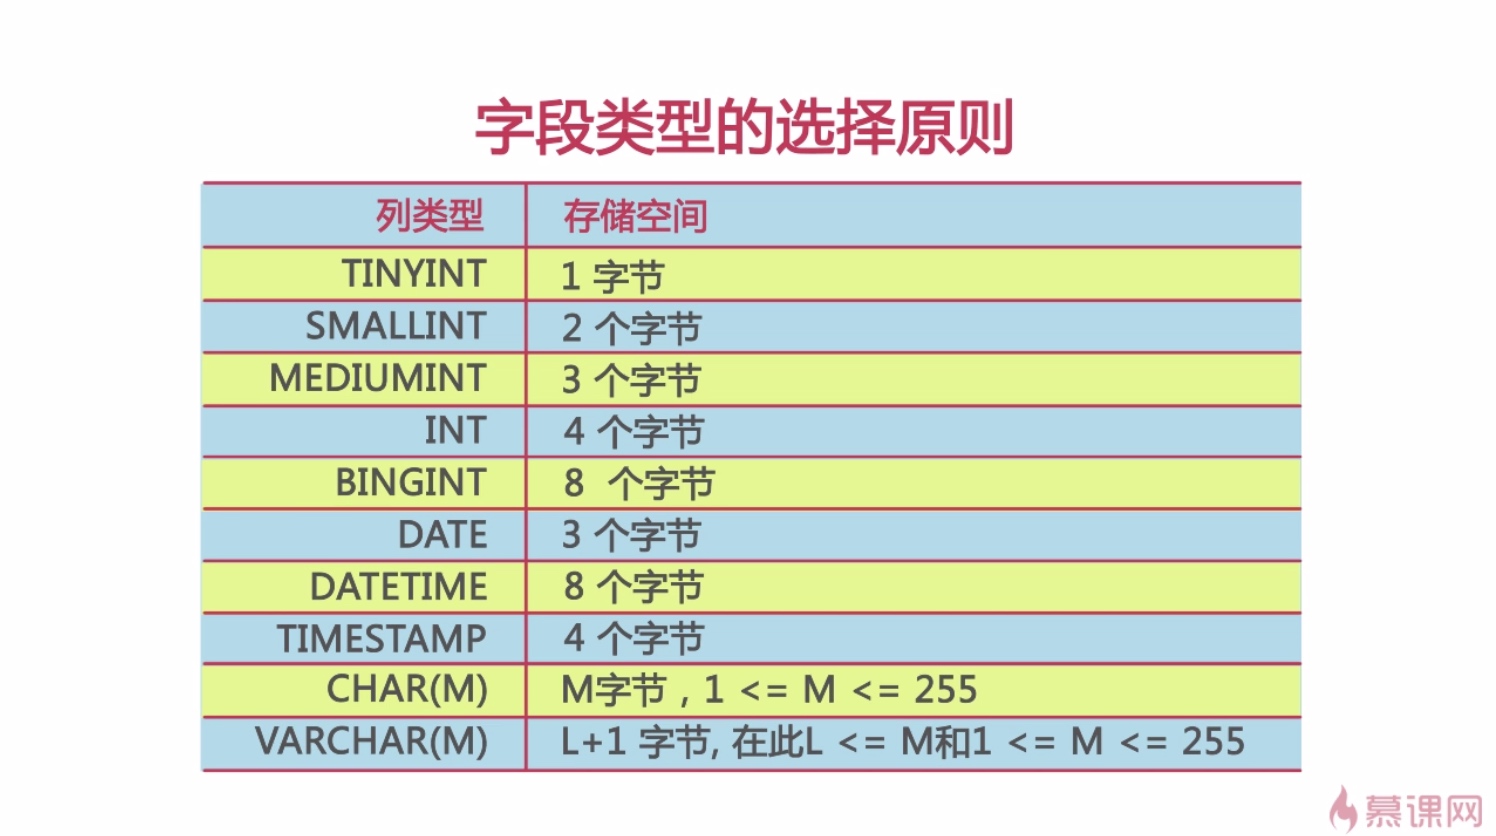 字段类型的选择原则
列类型 存储空间
TINYINT 1 字节
SMALLINT 2 个字节
MEDIUMINT 3 个字节
INT 4 个字节
BINGINT 8 个字节
DATE 3 个字节
DATETIME 8 个字节
TIMESTAMP 4 个字节
CHAR(M) M字节 , 1 <= M <= 255
VARCHAR(M) L+1 字节, 在此L <= M和1 <= M <= 255
慕课网